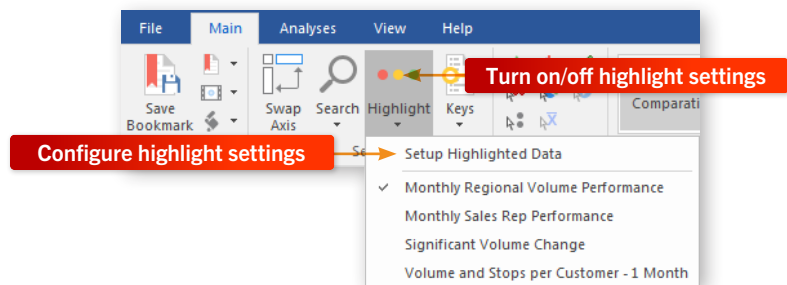 File Main Analyses View Help
Turn on/off highlight settings
Save Bookmark
Swap Axis
Search
Highlight
Keys
Configure highlight settings
Setup Highlighted Data
Monthly Regional Volume Performance
Monthly Sales Rep Performance
Significant Volume Change
Volume and Stops per Customer - 1 Month